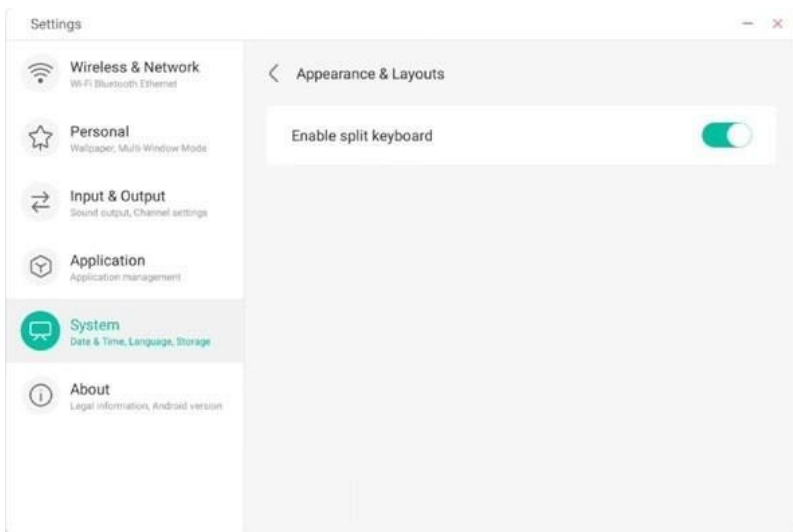 Settings
Wireless & Network
Wi-Fi Bluetooth Ethernet
Personal
Wallpaper, Multi-Window Mode
Input & Output
Sound output, Channel settings
Application
Application management
System
Date & Time, Language, Storage
About
Legal information, Android version
Appearance & Layouts
Enable split keyboard